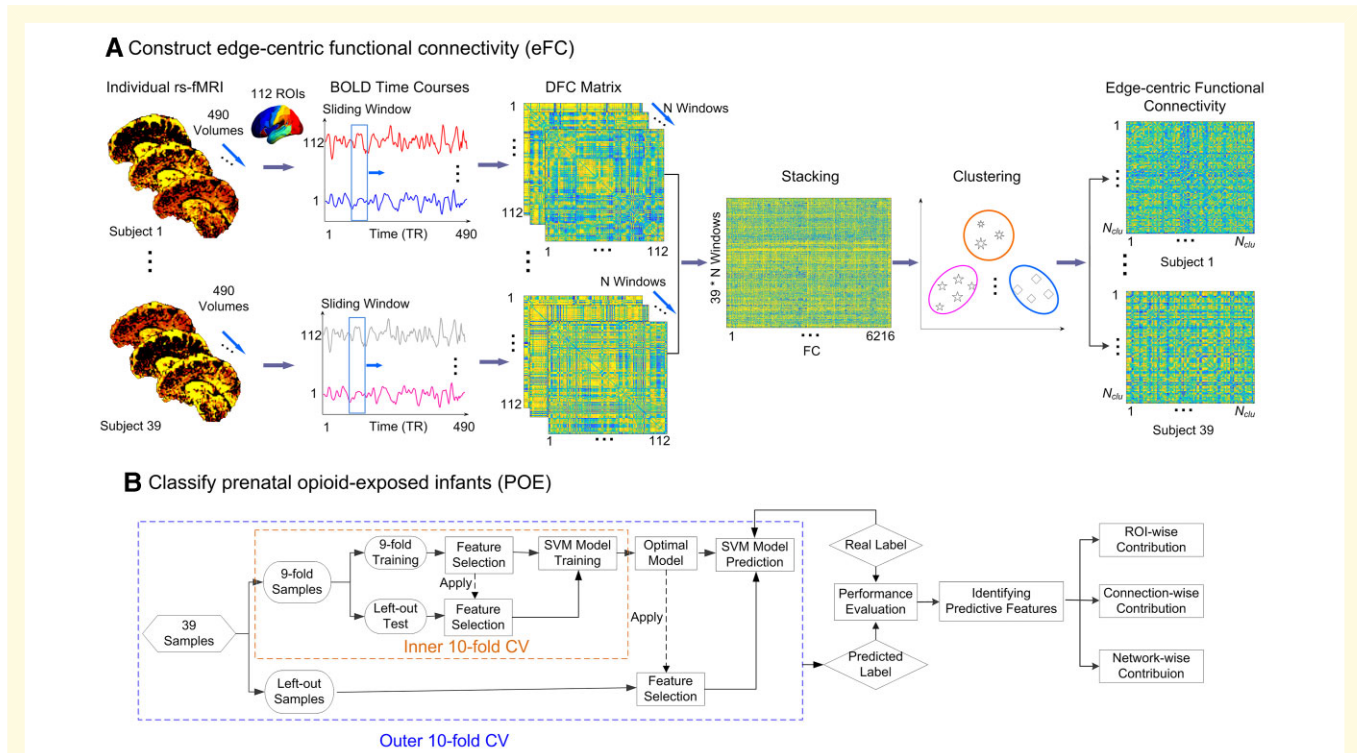 A Construct edge-centric functional connectivity (eFC)
Individual rs-fMRI
490
Volumes
112 ROIs
BOLD Time Courses
Sliding Window
112
1
1
Time (TR)
490
Subject 1
DFC Matrix
N Windows
1
112
1
112
490
Volumes
Sliding Window
112
1
1
Time (TR)
490
Subject 39
N Windows
1
112
1
112
Stacking
39 * N Windows
1
6216
FC
Clustering
Edge-centric Functional
Connectivity
1
Nclu
1
Nclu
Subject 1
1
Nclu
1
Nclu
Subject 39
B Classify prenatal opioid-exposed infants (POE)
39
Samples
9-fold
Samples
9-fold
Training
Feature
Selection
SVM Model
Training
Apply
Left-out
Test
Feature
Selection
Inner 10-fold CV
Optimal
Model
SVM Model
Prediction
Apply
Left-out
Samples
Feature
Selection
Outer 10-fold CV
Real Label
Performance
Evaluation
Predicted
Label
Identifying
Predictive Features
ROI-wise
Contribution
Connection-wise
Contribution
Network-wise
Contribuion